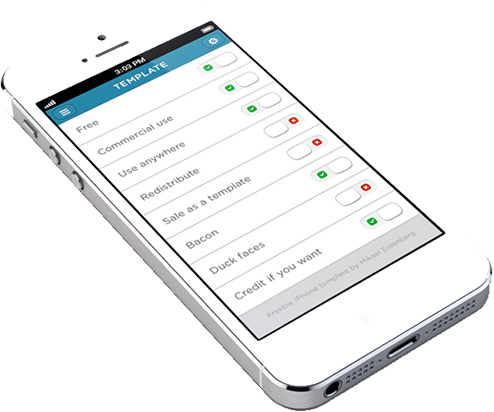 3:03 PM
TEMPLATE
Free
Commercial use
Use anywhere
Redistribute
Sale as a template
Bacon
Duck faces
Credit if you want
Freebie iPhone template by Mikael Eidenberg